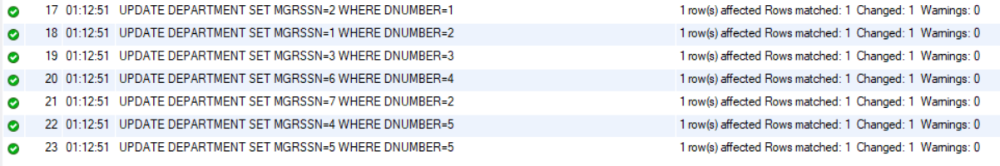 17 01:12:51 UPDATE DEPARTMENT SET MGRSSN=2 WHERE DNUMBER=1 1 row(s) affected Rows matched: 1 Changed: 1 Warnings: 0
18 01:12:51 UPDATE DEPARTMENT SET MGRSSN=1 WHERE DNUMBER=2 1 row(s) affected Rows matched: 1 Changed: 1 Warnings: 0
19 01:12:51 UPDATE DEPARTMENT SET MGRSSN=3 WHERE DNUMBER=3 1 row(s) affected Rows matched: 1 Changed: 1 Warnings: 0
20 01:12:51 UPDATE DEPARTMENT SET MGRSSN=6 WHERE DNUMBER=4 1 row(s) affected Rows matched: 1 Changed: 1 Warnings: 0
21 01:12:51 UPDATE DEPARTMENT SET MGRSSN=7 WHERE DNUMBER=2 1 row(s) affected Rows matched: 1 Changed: 1 Warnings: 0
22 01:12:51 UPDATE DEPARTMENT SET MGRSSN=4 WHERE DNUMBER=5 1 row(s) affected Rows matched: 1 Changed: 1 Warnings: 0
23 01:12:51 UPDATE DEPARTMENT SET MGRSSN=5 WHERE DNUMBER=5 1 row(s) affected Rows matched: 1 Changed: 1 Warnings: 0